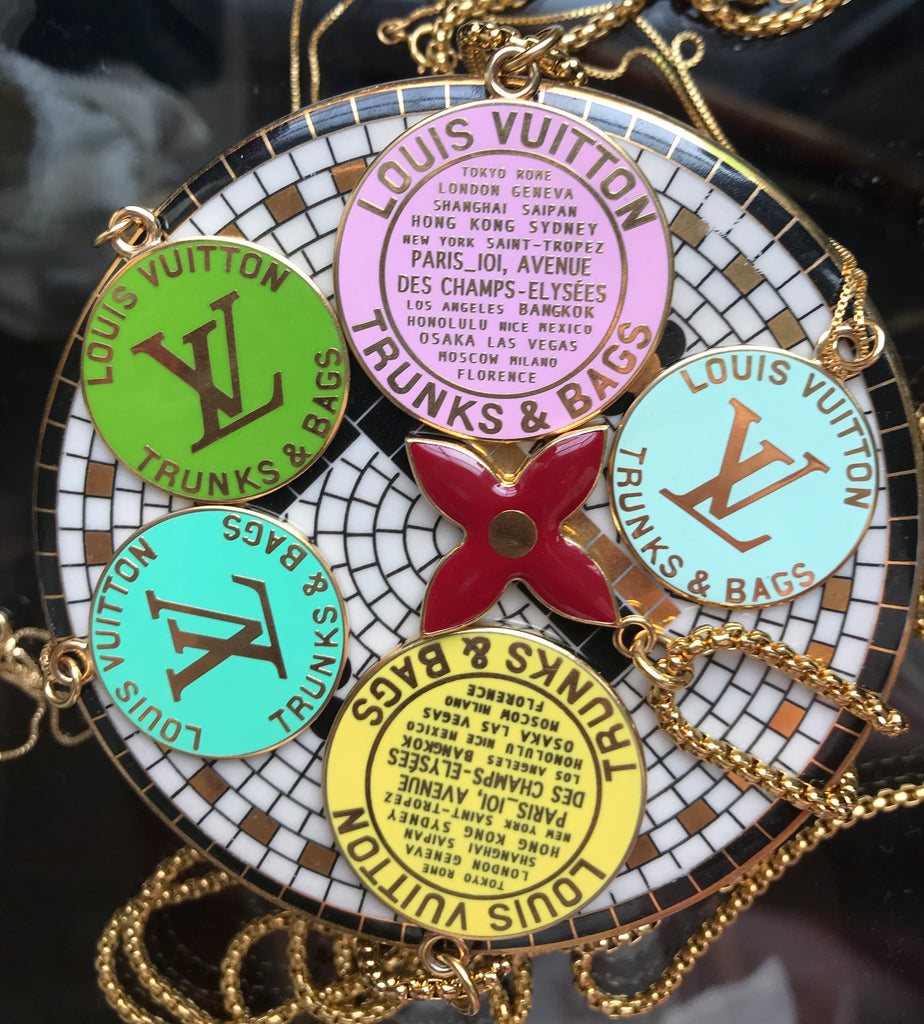 LOUIS VUITTON
TOKYO ROME
LONDON GENEVA
SHANGHAI SAIPAN
HONG KONG SYDNEY
NEW YORK SAINT-TROPEZ
PARIS_101, AVENUE
DES CHAMPS-ELYSÉES
LOS ANGELES BANGKOK
HONOLULU NICE MEXICO
OSAKA LAS VEGAS
MOSCOW MILANO
FLORENCE
TRUNKS & BAGS
LOUIS VUITTON
LV
TRUNKS & BAGS
LOUIS VUITTON
LV
TRUNKS & BAGS
LOUIS VUITTON
LV
TRUNKS & BAGS
LOUIS VUITTON
TOKYO ROME
LONDON GENEVA
SHANGHAI SAIPAN
HONG KONG SYDNEY
NEW YORK SAINT-TROPEZ
PARIS_101, AVENUE
DES CHAMPS-ELYSÉES
LOS ANGELES BANGKOK
HONOLULU NICE MEXICO
OSAKA LAS VEGAS
MOSCOW MILANO
FLORENCE
TRUNKS & BAGS